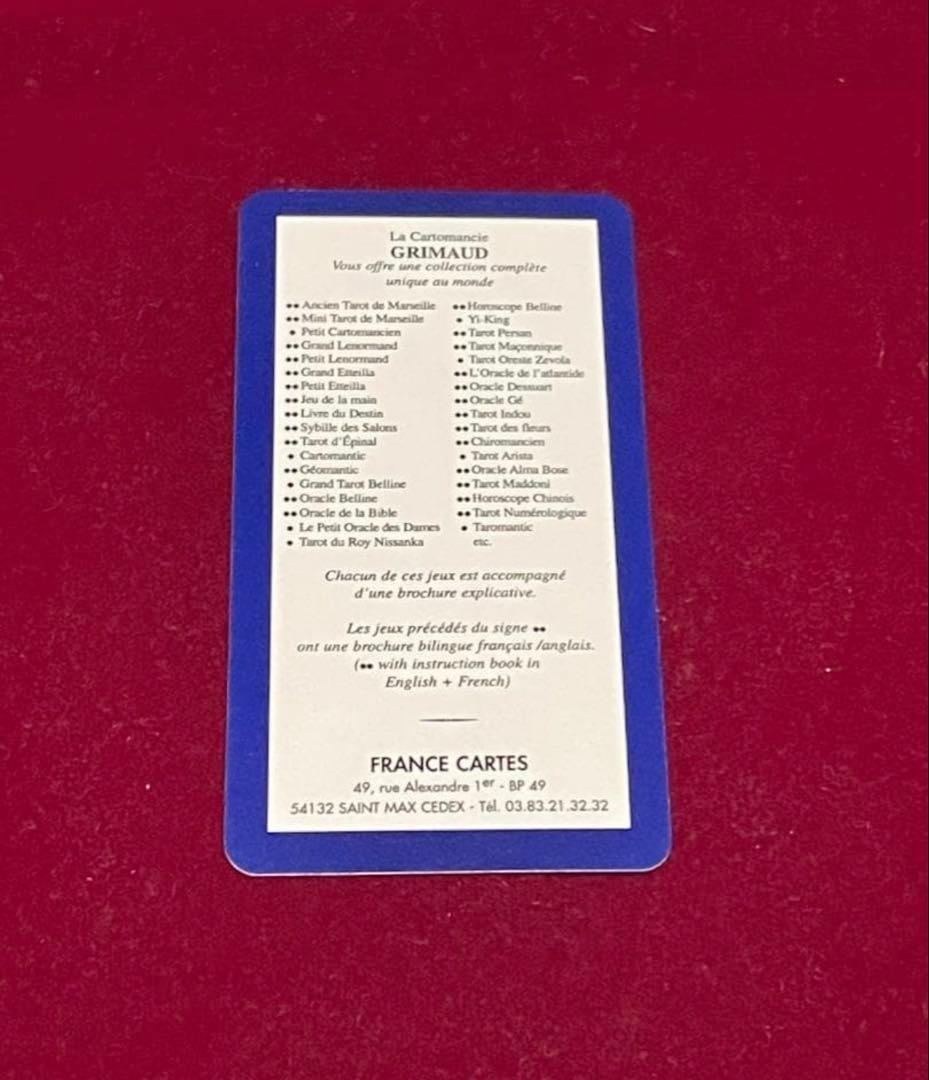 La Cartomancie
GRIMAUD
Vous offre une collection complète
unique au monde
•• Ancien Tarot de Marseille
•• Mini Tarot de Marseille
• Petit Cartomancien
•• Grand Lenormand
•• Petit Lenormand
•• Grand Etteilla
•• Petit Etteilla
•• Jeu de la main
•• Livre du Destin
•• Sybille des Salons
•• Tarot d'Épinal
• Cartomantic
•• Géomantic
• Grand Tarot Belline
•• Oracle Belline
•• Oracle de la Bible
• Le Petit Oracle des Dames
• Tarot du Roy Nissanka
•• Horoscope Belline
• Yi-King
•• Tarot Persan
•• Tarot Maçonnique
• Tarot Oreste Zevola
•• L'Oracle de l'atlantide
•• Oracle Dessuart
•• Oracle Gé
•• Tarot Indou
•• Tarot des fleurs
•• Chiromancien
• Tarot Arista
•• Oracle Alma Bose
•• Tarot Maddoni
•• Horoscope Chinois
•• Tarot Numérologique
• Taromantic
etc.
Chacun de ces jeux est accompagné
d'une brochure explicative.
Les jeux précédés du signe ••
ont une brochure bilingue français /anglais.
(•• with instruction book in
English + French)
FRANCE CARTES
49, rue Alexandre 1er - BP 49
54132 SAINT MAX CEDEX - Tél. 03.83.21.32.32